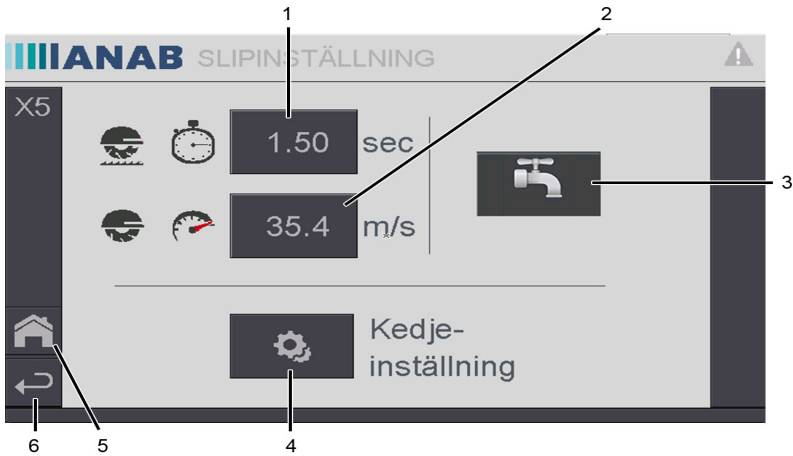 1
2
ANAB SLIPINSTÄLLNING
X5
1.50 sec
3
35.4 m/s
Kedje-
inställning
6
5
4